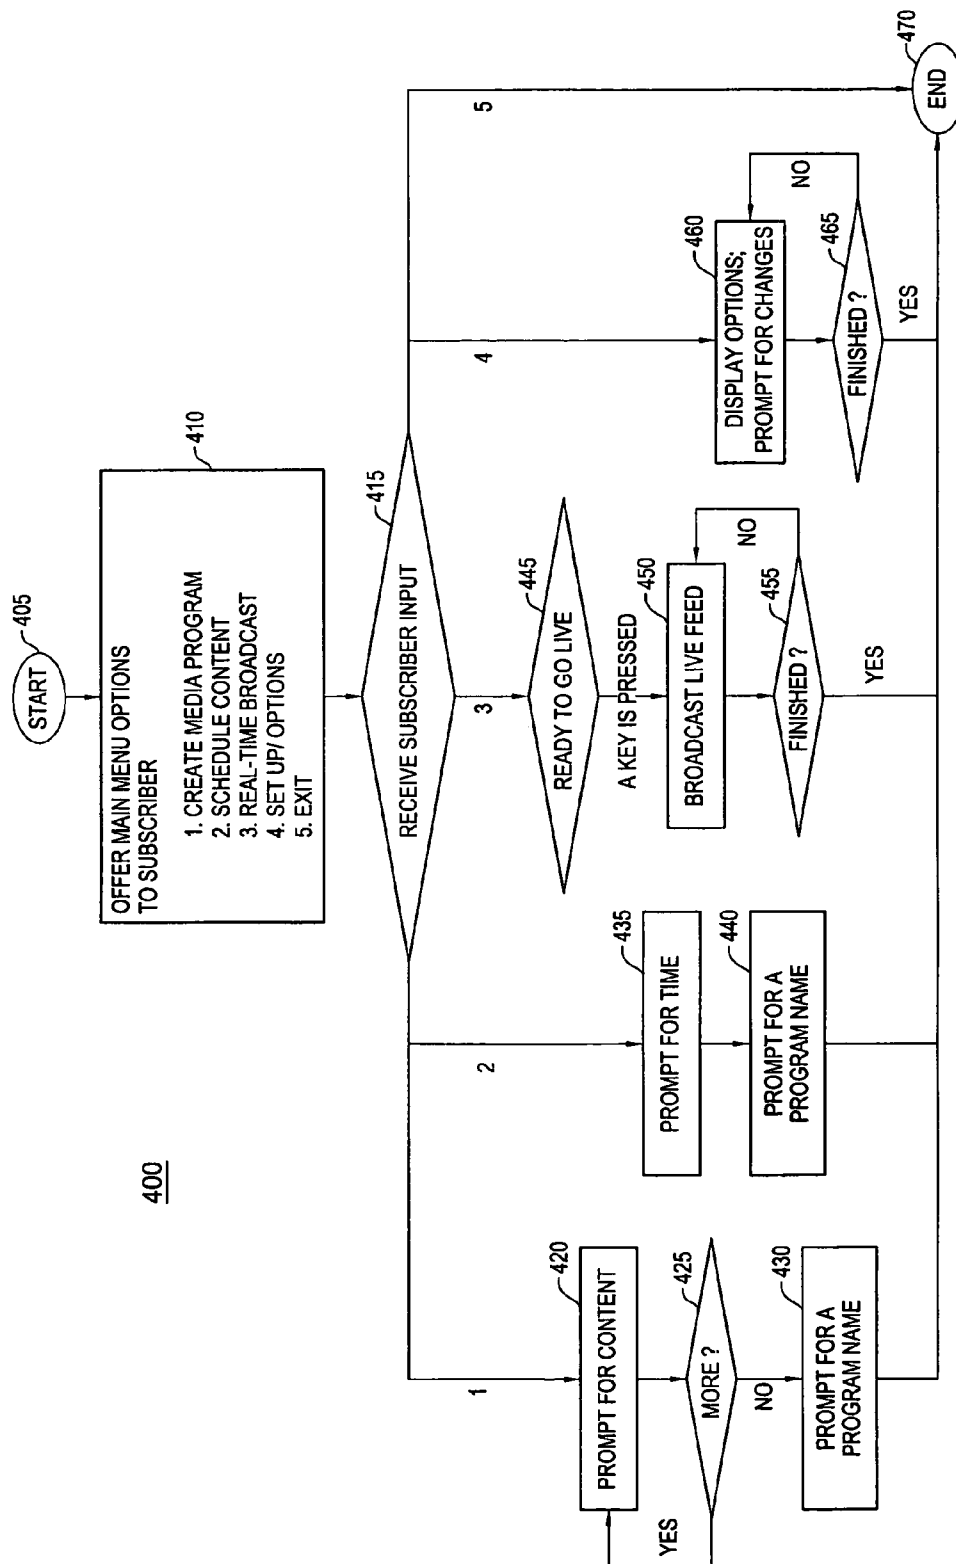 400
START
405
OFFER MAIN MENU OPTIONS
TO SUBSCRIBER
1. CREATE MEDIA PROGRAM
2. SCHEDULE CONTENT
3. REAL-TIME BROADCAST
4. SET UP/ OPTIONS
5. EXIT
410
RECEIVE SUBSCRIBER INPUT
415
1
2
3
4
5
PROMPT FOR CONTENT
420
MORE ?
425
YES
NO
PROMPT FOR A
PROGRAM NAME
430
PROMPT FOR TIME
435
PROMPT FOR A
PROGRAM NAME
440
READY TO GO LIVE
445
A KEY IS PRESSED
BROADCAST LIVE FEED
450
FINISHED ?
455
NO
YES
DISPLAY OPTIONS;
PROMPT FOR CHANGES
460
FINISHED ?
465
NO
YES
END
470